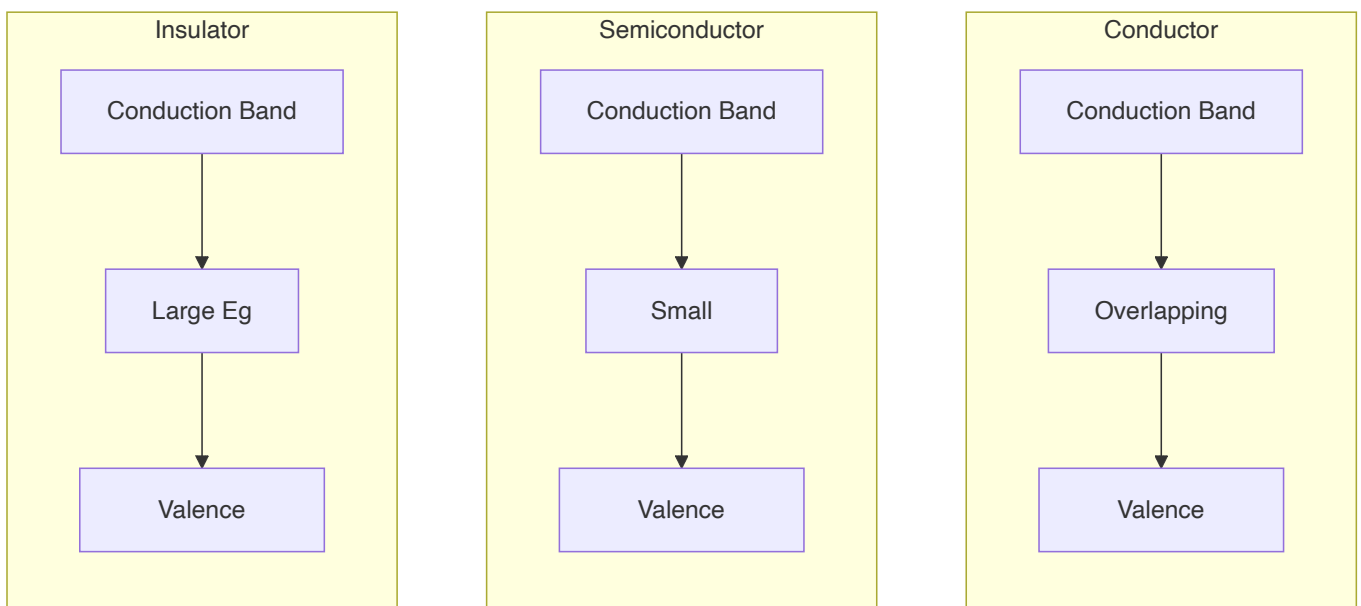 Insulator
Conduction Band
Large Eg
Valence
Semiconductor
Conduction Band
Small
Valence
Conductor
Conduction Band
Overlapping
Valence